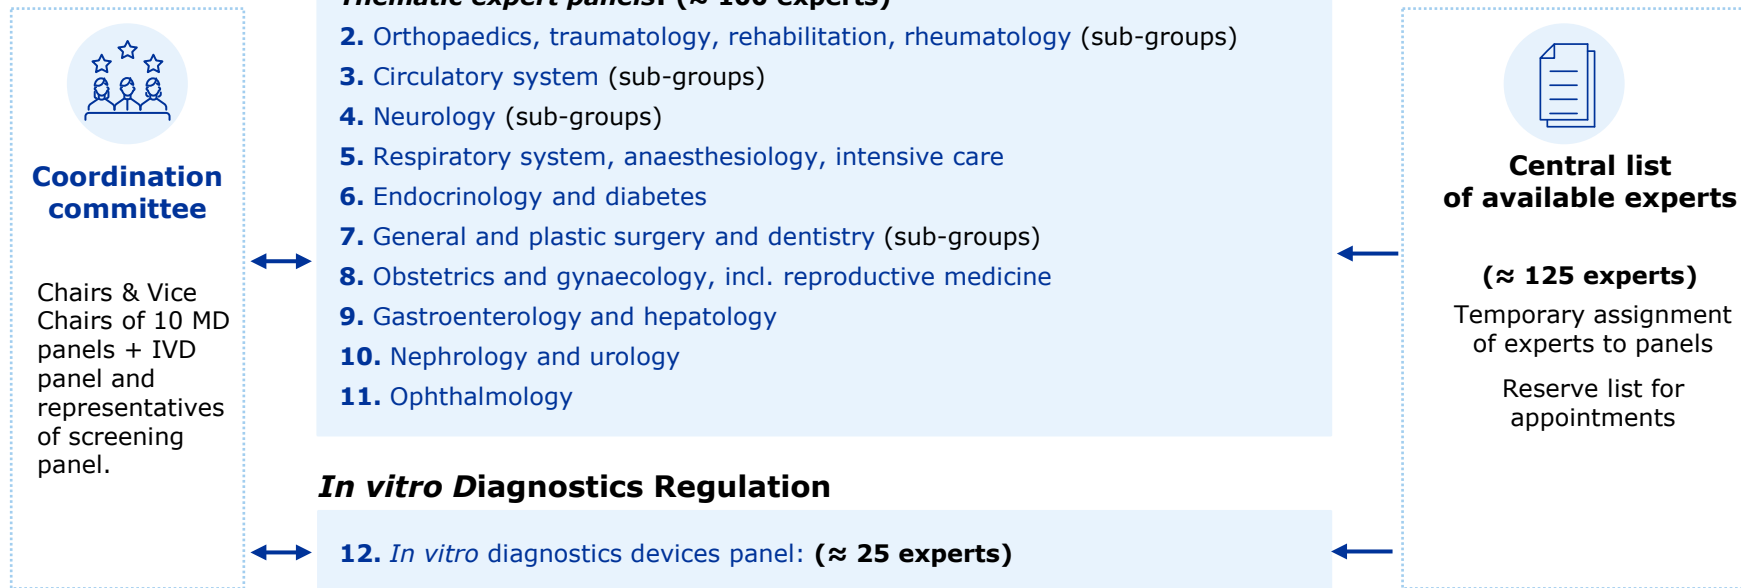 Thematic expert panels: (≈ 100 experts)
2. Orthopaedics, traumatology, rehabilitation, rheumatology (sub-groups)
3. Circulatory system (sub-groups)
4. Neurology (sub-groups)
5. Respiratory system, anaesthesiology, intensive care
6. Endocrinology and diabetes
7. General and plastic surgery and dentistry (sub-groups)
8. Obstetrics and gynaecology, incl. reproductive medicine
9. Gastroenterology and hepatology
10. Nephrology and urology
11. Ophthalmology
In vitro Diagnostics Regulation
12. In vitro diagnostics devices panel: (≈ 25 experts)
Coordination
committee
Chairs & Vice
Chairs of 10 MD
panels + IVD
panel and
representatives
of screening
panel.
Central list
of available experts
(≈ 125 experts)
Temporary assignment
of experts to panels
Reserve list for
appointments